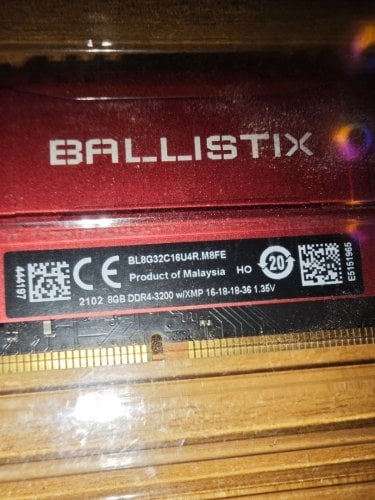 BALLISTIX
444197
BL8G32C16U4R.M8FE
Product of Malaysia HO
20
2102 8GB DDR4-3200 w/XMP 16-18-18-36 1.35V
E5161965